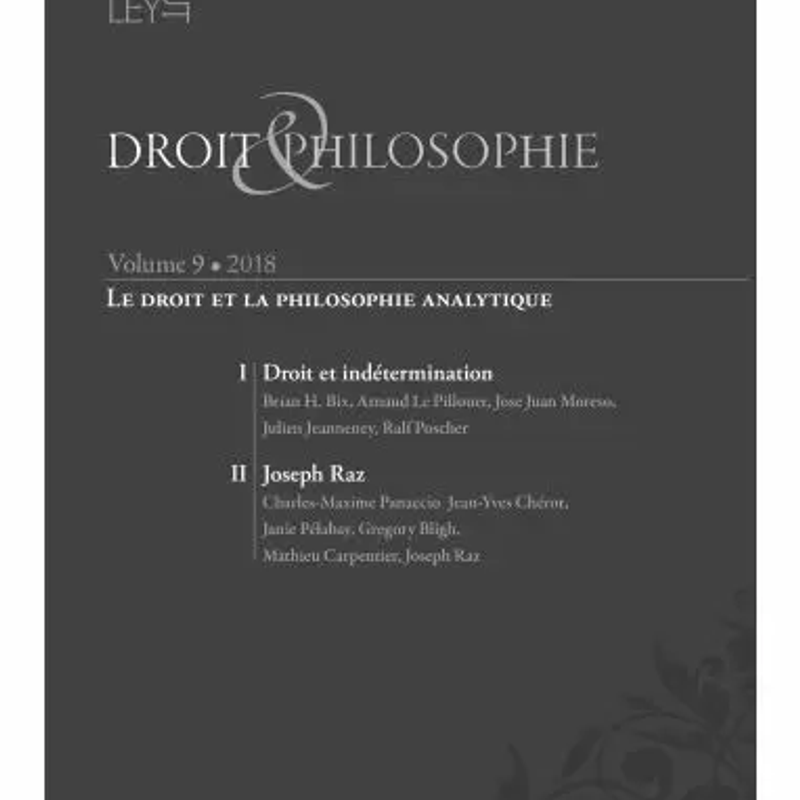 DROIT & PHILOSOPHIE
Volume 9 • 2018
Le droit et la philosophie analytique
I Droit et indétermination
Brian H. Bix, Arnaud Le Pillouer, Jose Juan Moreso,
Julien Jeanneney, Ralf Poscher
II Joseph Raz
Charles-Maxime Panaccio Jean-Yves Chérot,
Janie Pélabay, Gregory Bligh,
Mathieu Carpentier, Joseph Raz